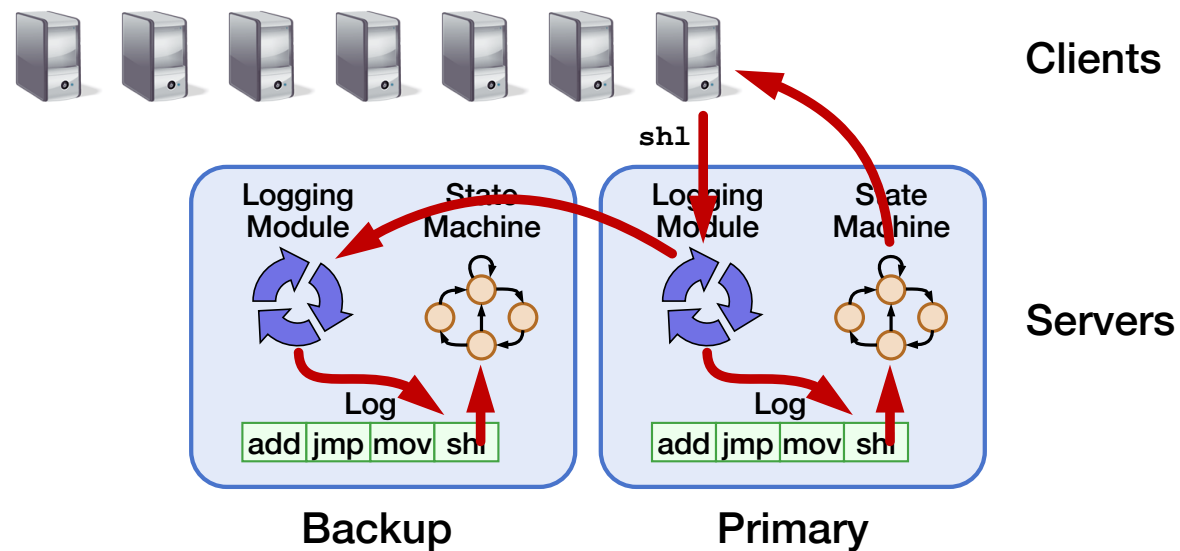 Clients
shl
Logging
Module
State
Machine
Logging
Module
State
Machine
Servers
Log
add jmp mov shl
Log
add jmp mov shl
Backup
Primary